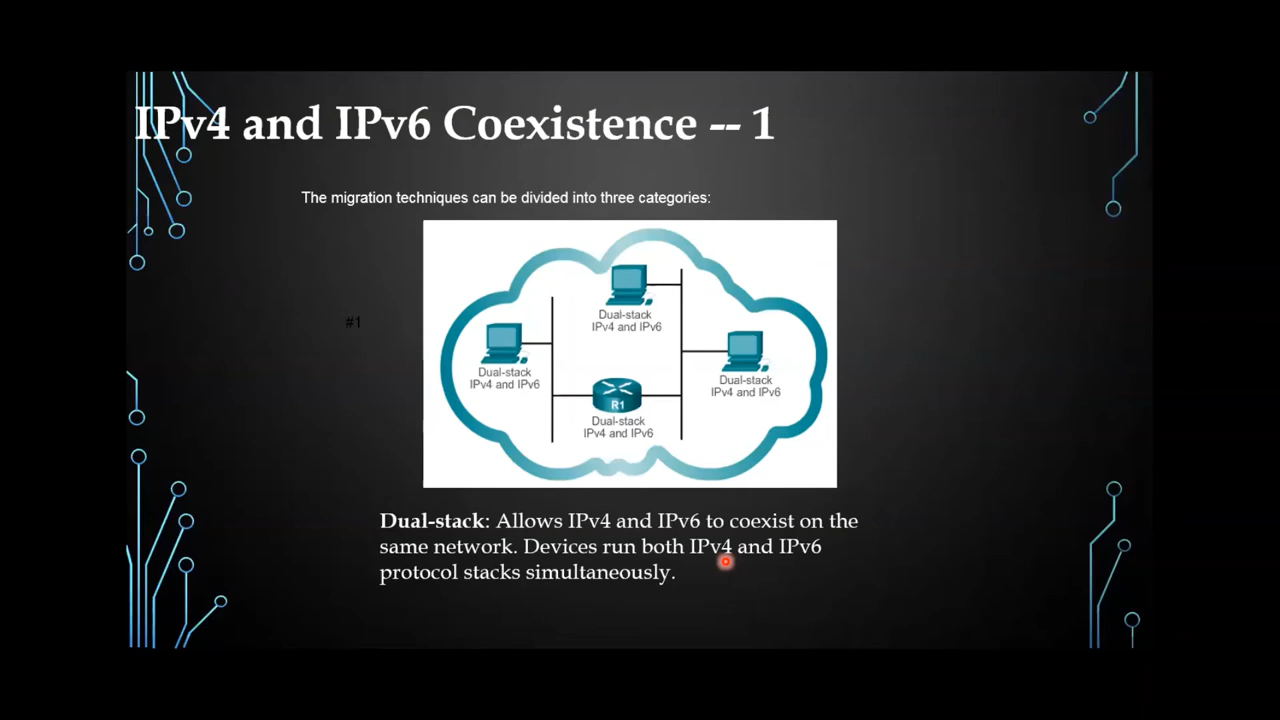 IPv4 and IPv6 Coexistence -- 1
The migration techniques can be divided into three categories:
#1
Dual-stack
IPv4 and IPv6
Dual-stack
IPv4 and IPv6
Dual-stack
IPv4 and IPv6
R1
Dual-stack
IPv4 and IPv6
Dual-stack: Allows IPv4 and IPv6 to coexist on the
same network. Devices run both IPv4 and IPv6
protocol stacks simultaneously.